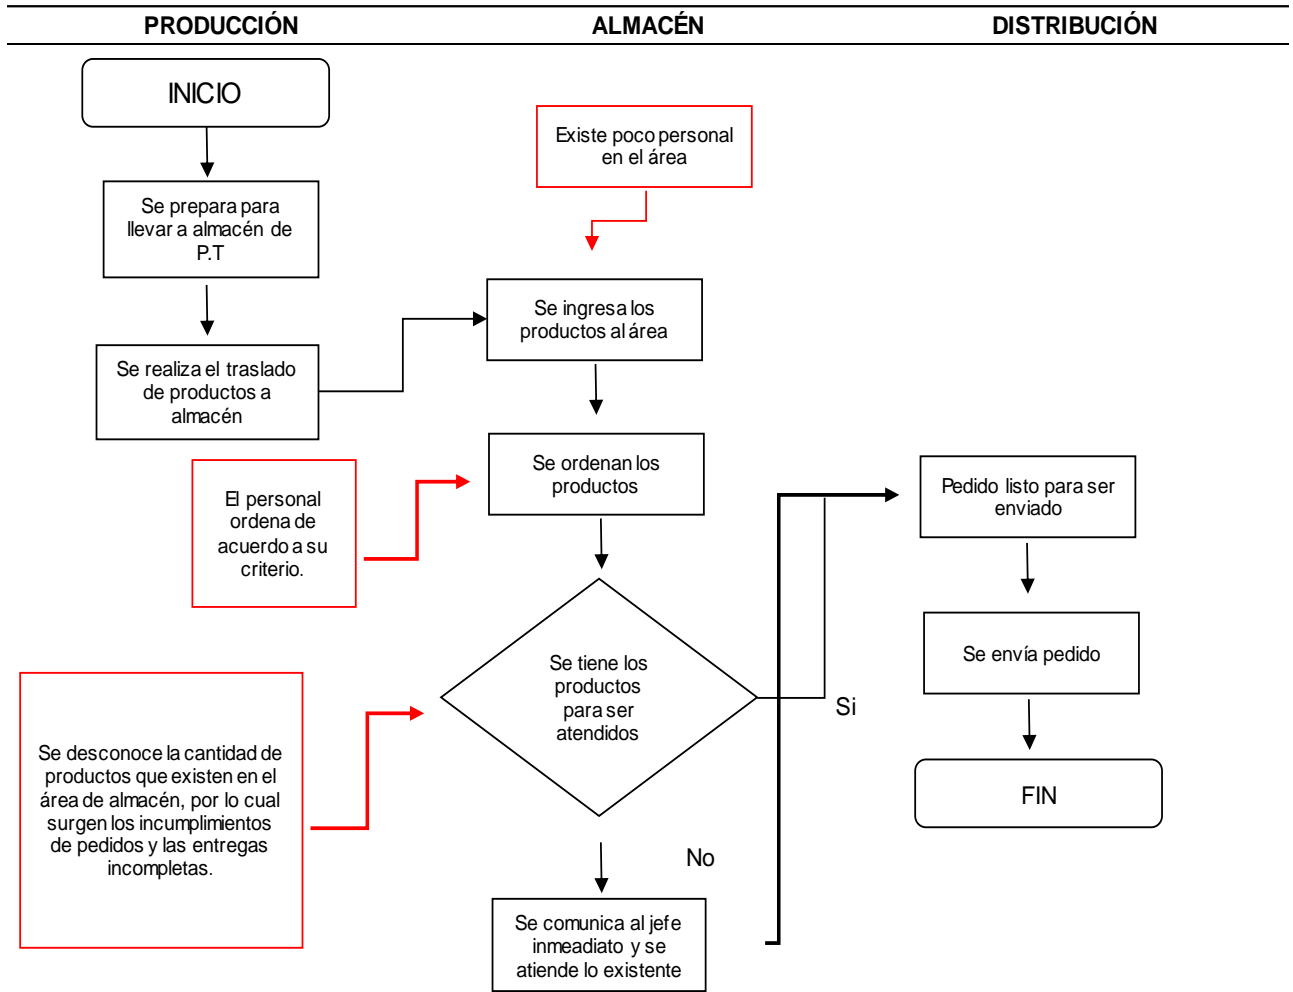 PRODUCCIÓN
ALMACÉN
DISTRIBUCIÓN
INICIO
Se prepara para
llevar a almacén de
P.T
Se realiza el traslado
de productos a
almacén
Existe poco personal
en el área
Se ingresa los
productos al área
Se ordenan los
productos
El personal
ordena de
acuerdo a su
criterio.
Se tiene los
productos
para ser
atendidos
Si
No
Se desconoce la cantidad de
productos que existen en el
área de almacén, por lo cual
surgen los incumplimientos
de pedidos y las entregas
incompletas.
Se comunica al jefe
inmeadiato y se
atiende lo existente
Pedido listo para ser
enviado
Se envía pedido
FIN